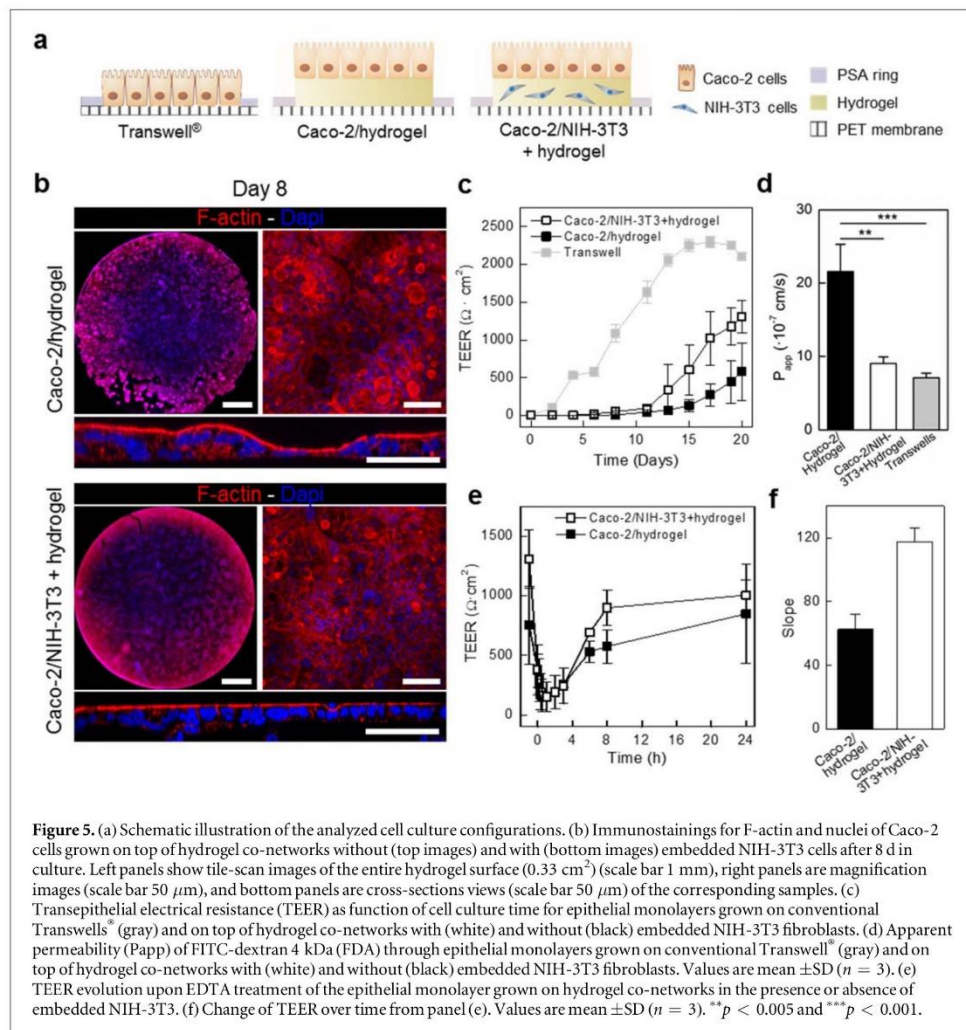 a
Transwell®
Caco-2/hydrogel
Caco-2/NIH-3T3
+ hydrogel
Caco-2 cells
NIH-3T3 cells
PSA ring
Hydrogel
PET membrane
b
Day 8
F-actin - Dapi
Caco-2/hydrogel
F-actin - Dapi
Caco-2/NIH-3T3 + hydrogel
c
Caco-2/NIH-3T3+hydrogel
Caco-2/hydrogel
Transwell
TEER (Ω· cm²)
2500
2000
1500
1000
500
0
0 5 10 15 20
Time (Days)
d
***
**
P app (·10⁻⁷ cm/s)
30
20
10
0
Caco-2/
Hydrogel
Caco-2/NIH-
3T3+Hydrogel
Transwells
e
Caco-2/NIH-3T3+hydrogel
Caco-2/hydrogel
TEER (Ω·cm²)
1500
1000
500
0
0 4 8 12 16 20 24
Time (h)
f
Slope
120
80
40
0
Caco-2/
hydrogel
Caco-2/NIH-
3T3+hydrogel
Figure 5. (a) Schematic illustration of the analyzed cell culture configurations. (b) Immunostainings for F-actin and nuclei of Caco-2
cells grown on top of hydrogel co-networks without (top images) and with (bottom images) embedded NIH-3T3 cells after 8 d in
culture. Left panels show tile-scan images of the entire hydrogel surface (0.33 cm²) (scale bar 1 mm), right panels are magnification
images (scale bar 50 μm), and bottom panels are cross-sections views (scale bar 50 μm) of the corresponding samples. (c)
Transepithelial electrical resistance (TEER) as function of cell culture time for epithelial monolayers grown on conventional
Transwells® (gray) and on top of hydrogel co-networks with (white) and without (black) embedded NIH-3T3 fibroblasts. (d) Apparent
permeability (Papp) of FITC-dextran 4 kDa (FDA) through epithelial monolayers grown on conventional Transwell® (gray) and on
top of hydrogel co-networks with (white) and without (black) embedded NIH-3T3 fibroblasts. Values are mean ±SD (n = 3). (e)
TEER evolution upon EDTA treatment of the epithelial monolayer grown on hydrogel co-networks in the presence or absence of
embedded NIH-3T3. (f) Change of TEER over time from panel (e). Values are mean ±SD (n = 3). **p < 0.005 and ***p < 0.001.